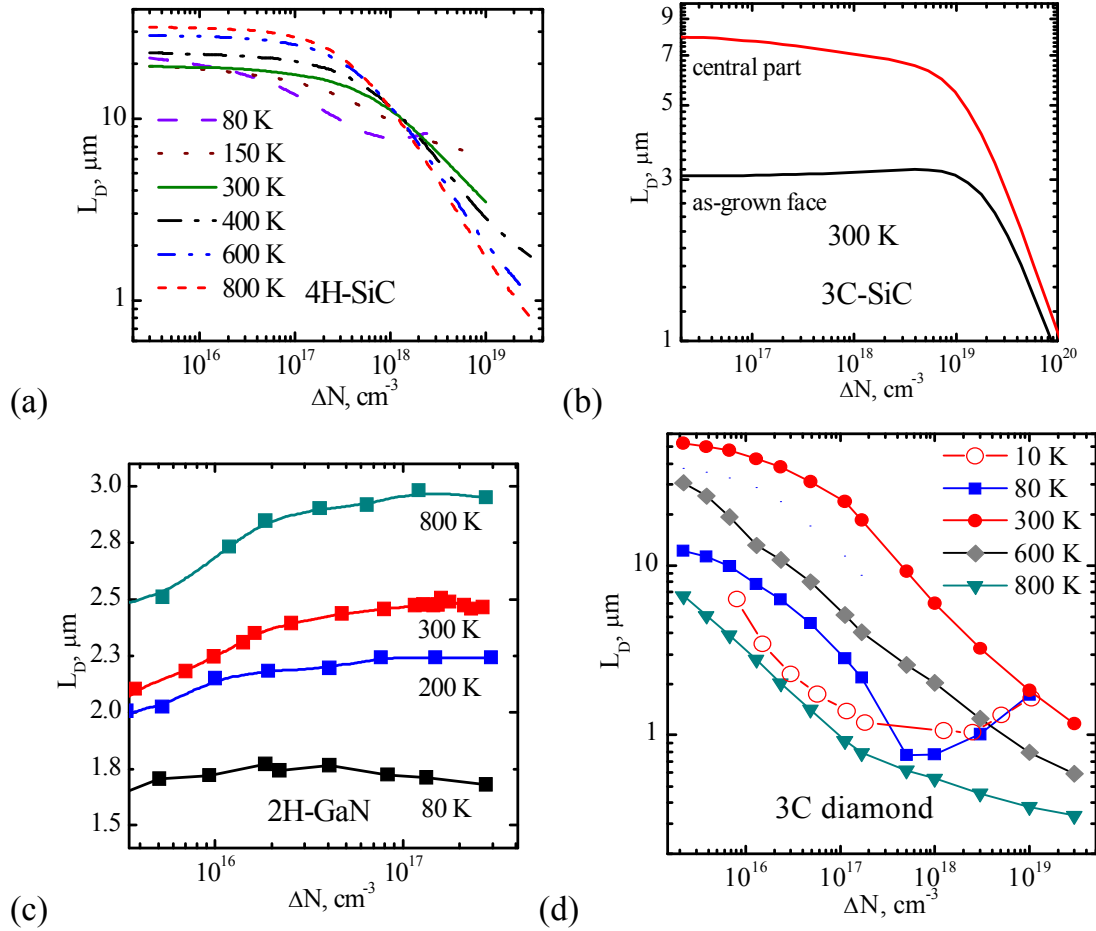 10
1
L_D, µm
80 K
150 K
300 K
400 K
600 K
800 K
4H-SiC
10^16 10^17 10^18 10^19
ΔN, cm^-3
(a)
9
7
5
3
1
L_D, µm
central part
as-grown face
300 K
3C-SiC
10^17 10^18 10^19 10^20
ΔN, cm^-3
(b)
3.0
2.8
2.5
2.3
2.0
1.8
1.5
L_D, µm
800 K
300 K
200 K
80 K
2H-GaN
10^16 10^17
ΔN, cm^-3
(c)
10
1
L_D, µm
10 K
80 K
300 K
600 K
800 K
3C diamond
10^16 10^17 10^18 10^19
ΔN, cm^-3
(d)